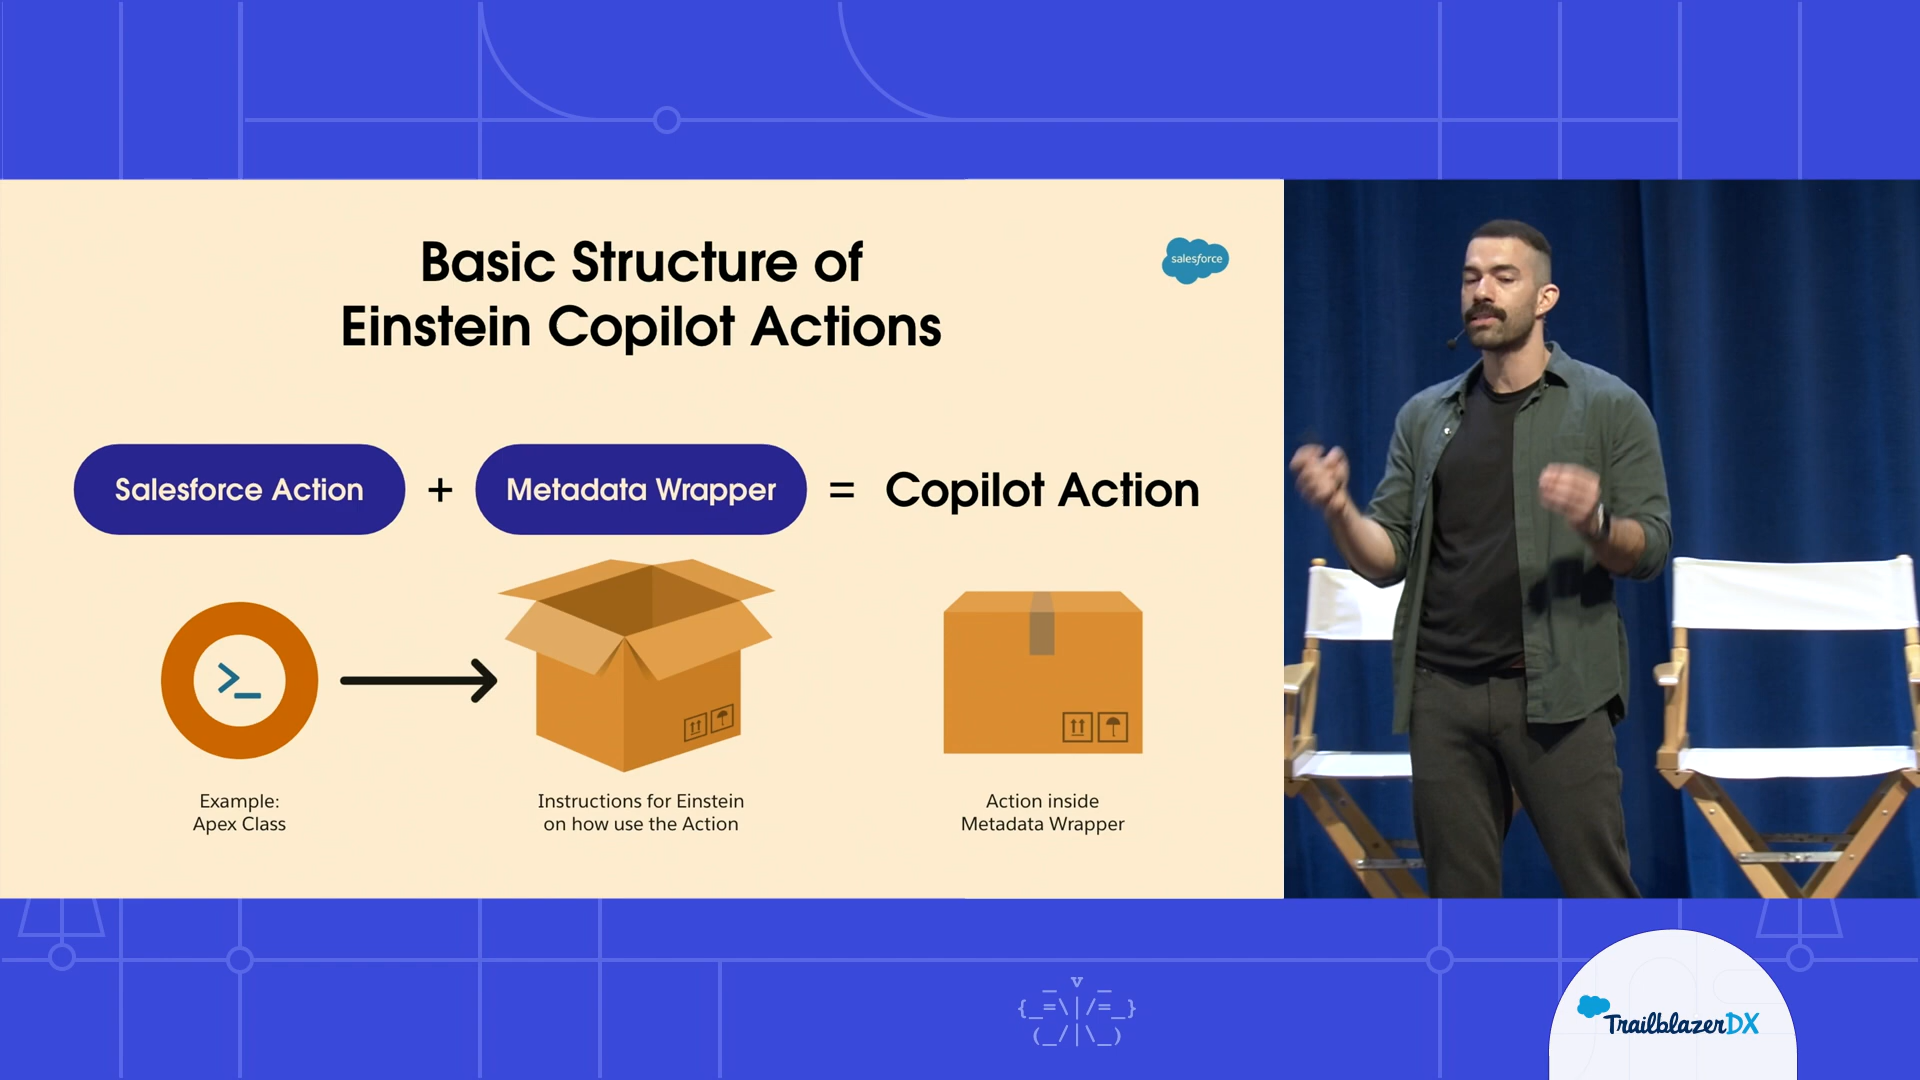 Basic Structure of
Einstein Copilot Actions
salesforce
Salesforce Action + Metadata Wrapper = Copilot Action
Example:
Apex Class
Instructions for Einstein
on how use the Action
Action inside
Metadata Wrapper
TrailblazerDX